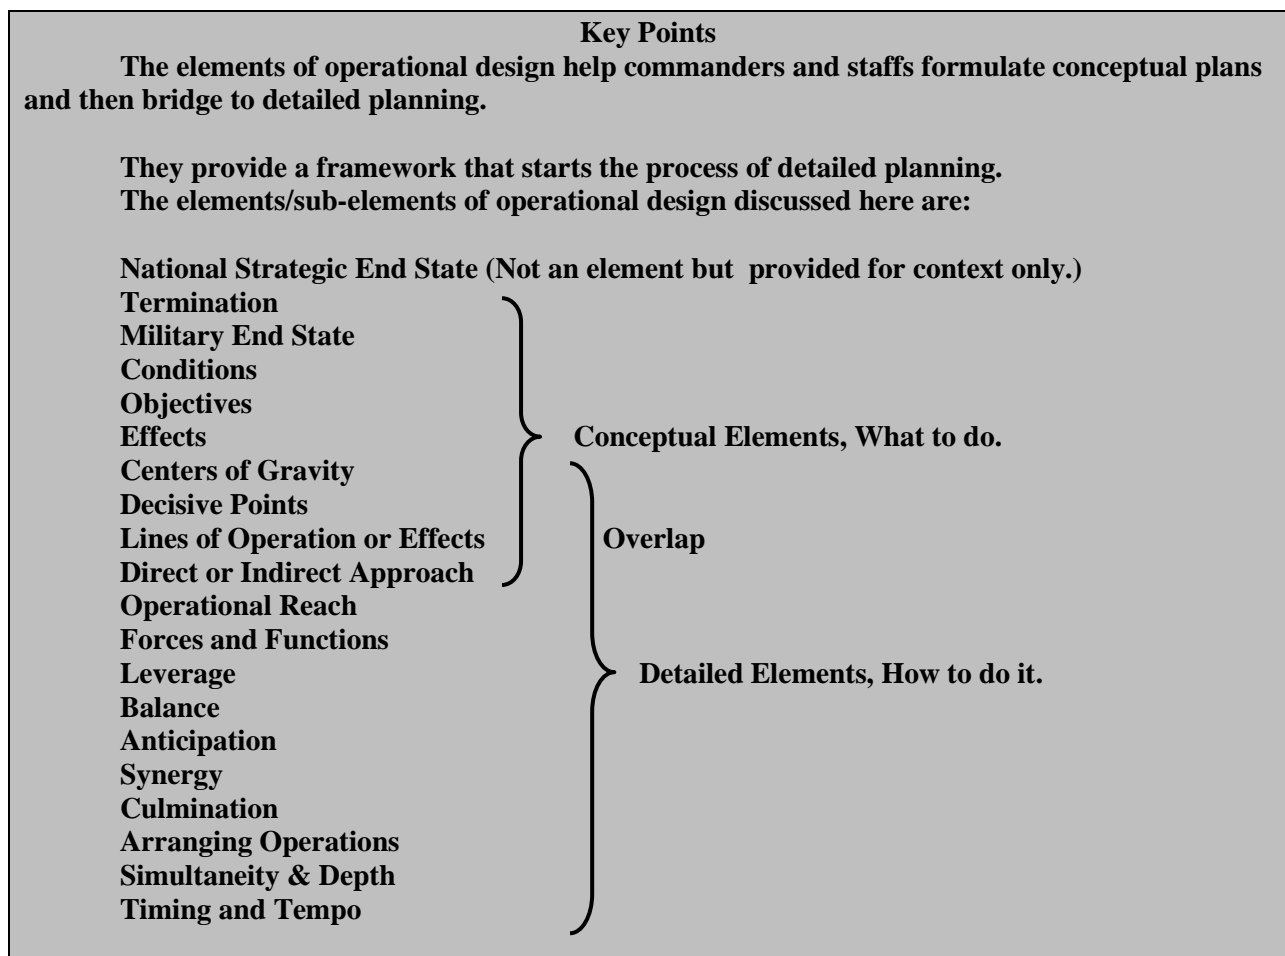 Key Points
The elements of operational design help commanders and staffs formulate conceptual plans
and then bridge to detailed planning.
They provide a framework that starts the process of detailed planning.
The elements/sub-elements of operational design discussed here are:
National Strategic End State (Not an element but provided for context only.)
Termination
Military End State
Conditions
Objectives
Effects
Conceptual Elements, What to do.
Centers of Gravity
Decisive Points
Lines of Operation or Effects
Overlap
Direct or Indirect Approach
Operational Reach
Forces and Functions
Leverage
Detailed Elements, How to do it.
Balance
Anticipation
Synergy
Culmination
Arranging Operations
Simultaneity & Depth
Timing and Tempo